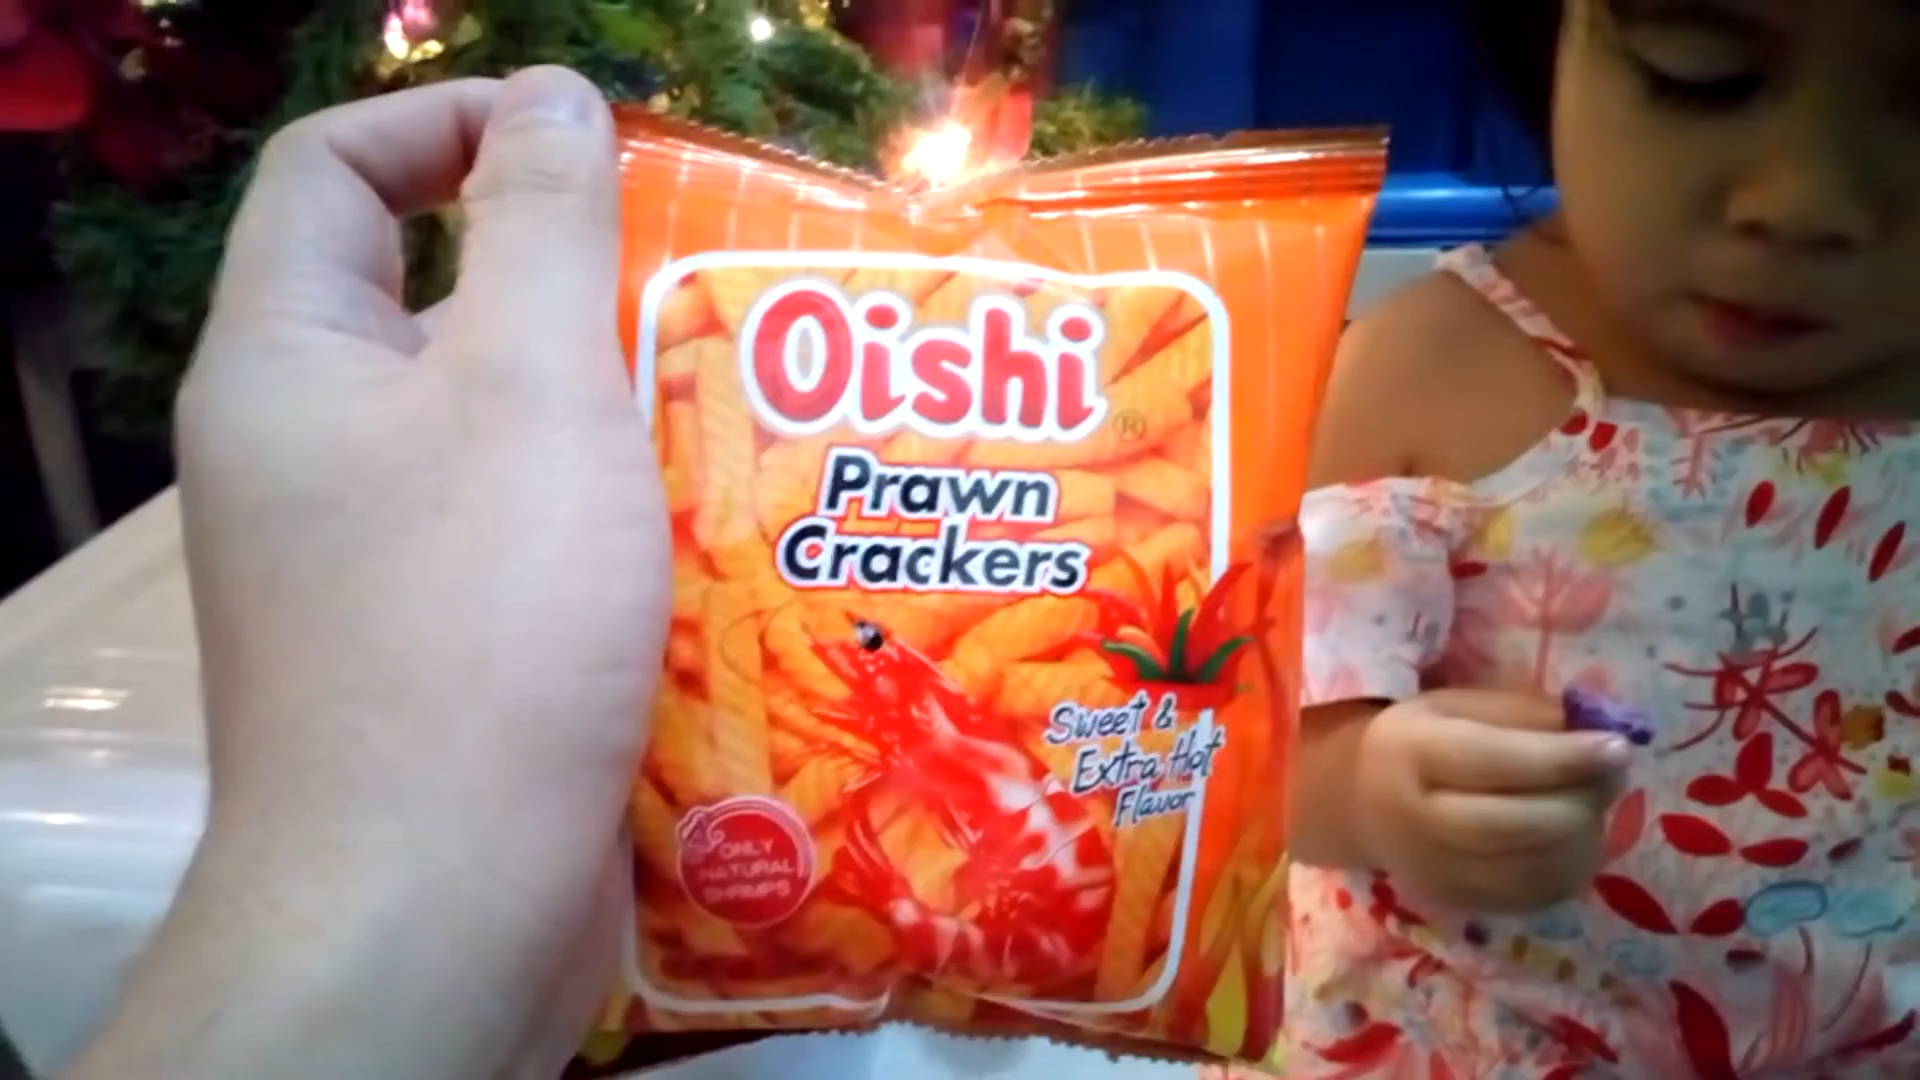 Oishi ®
Prawn
Crackers
Sweet &
Extra Hot
Flavor
ONLY
NATURAL
SHRIMPS